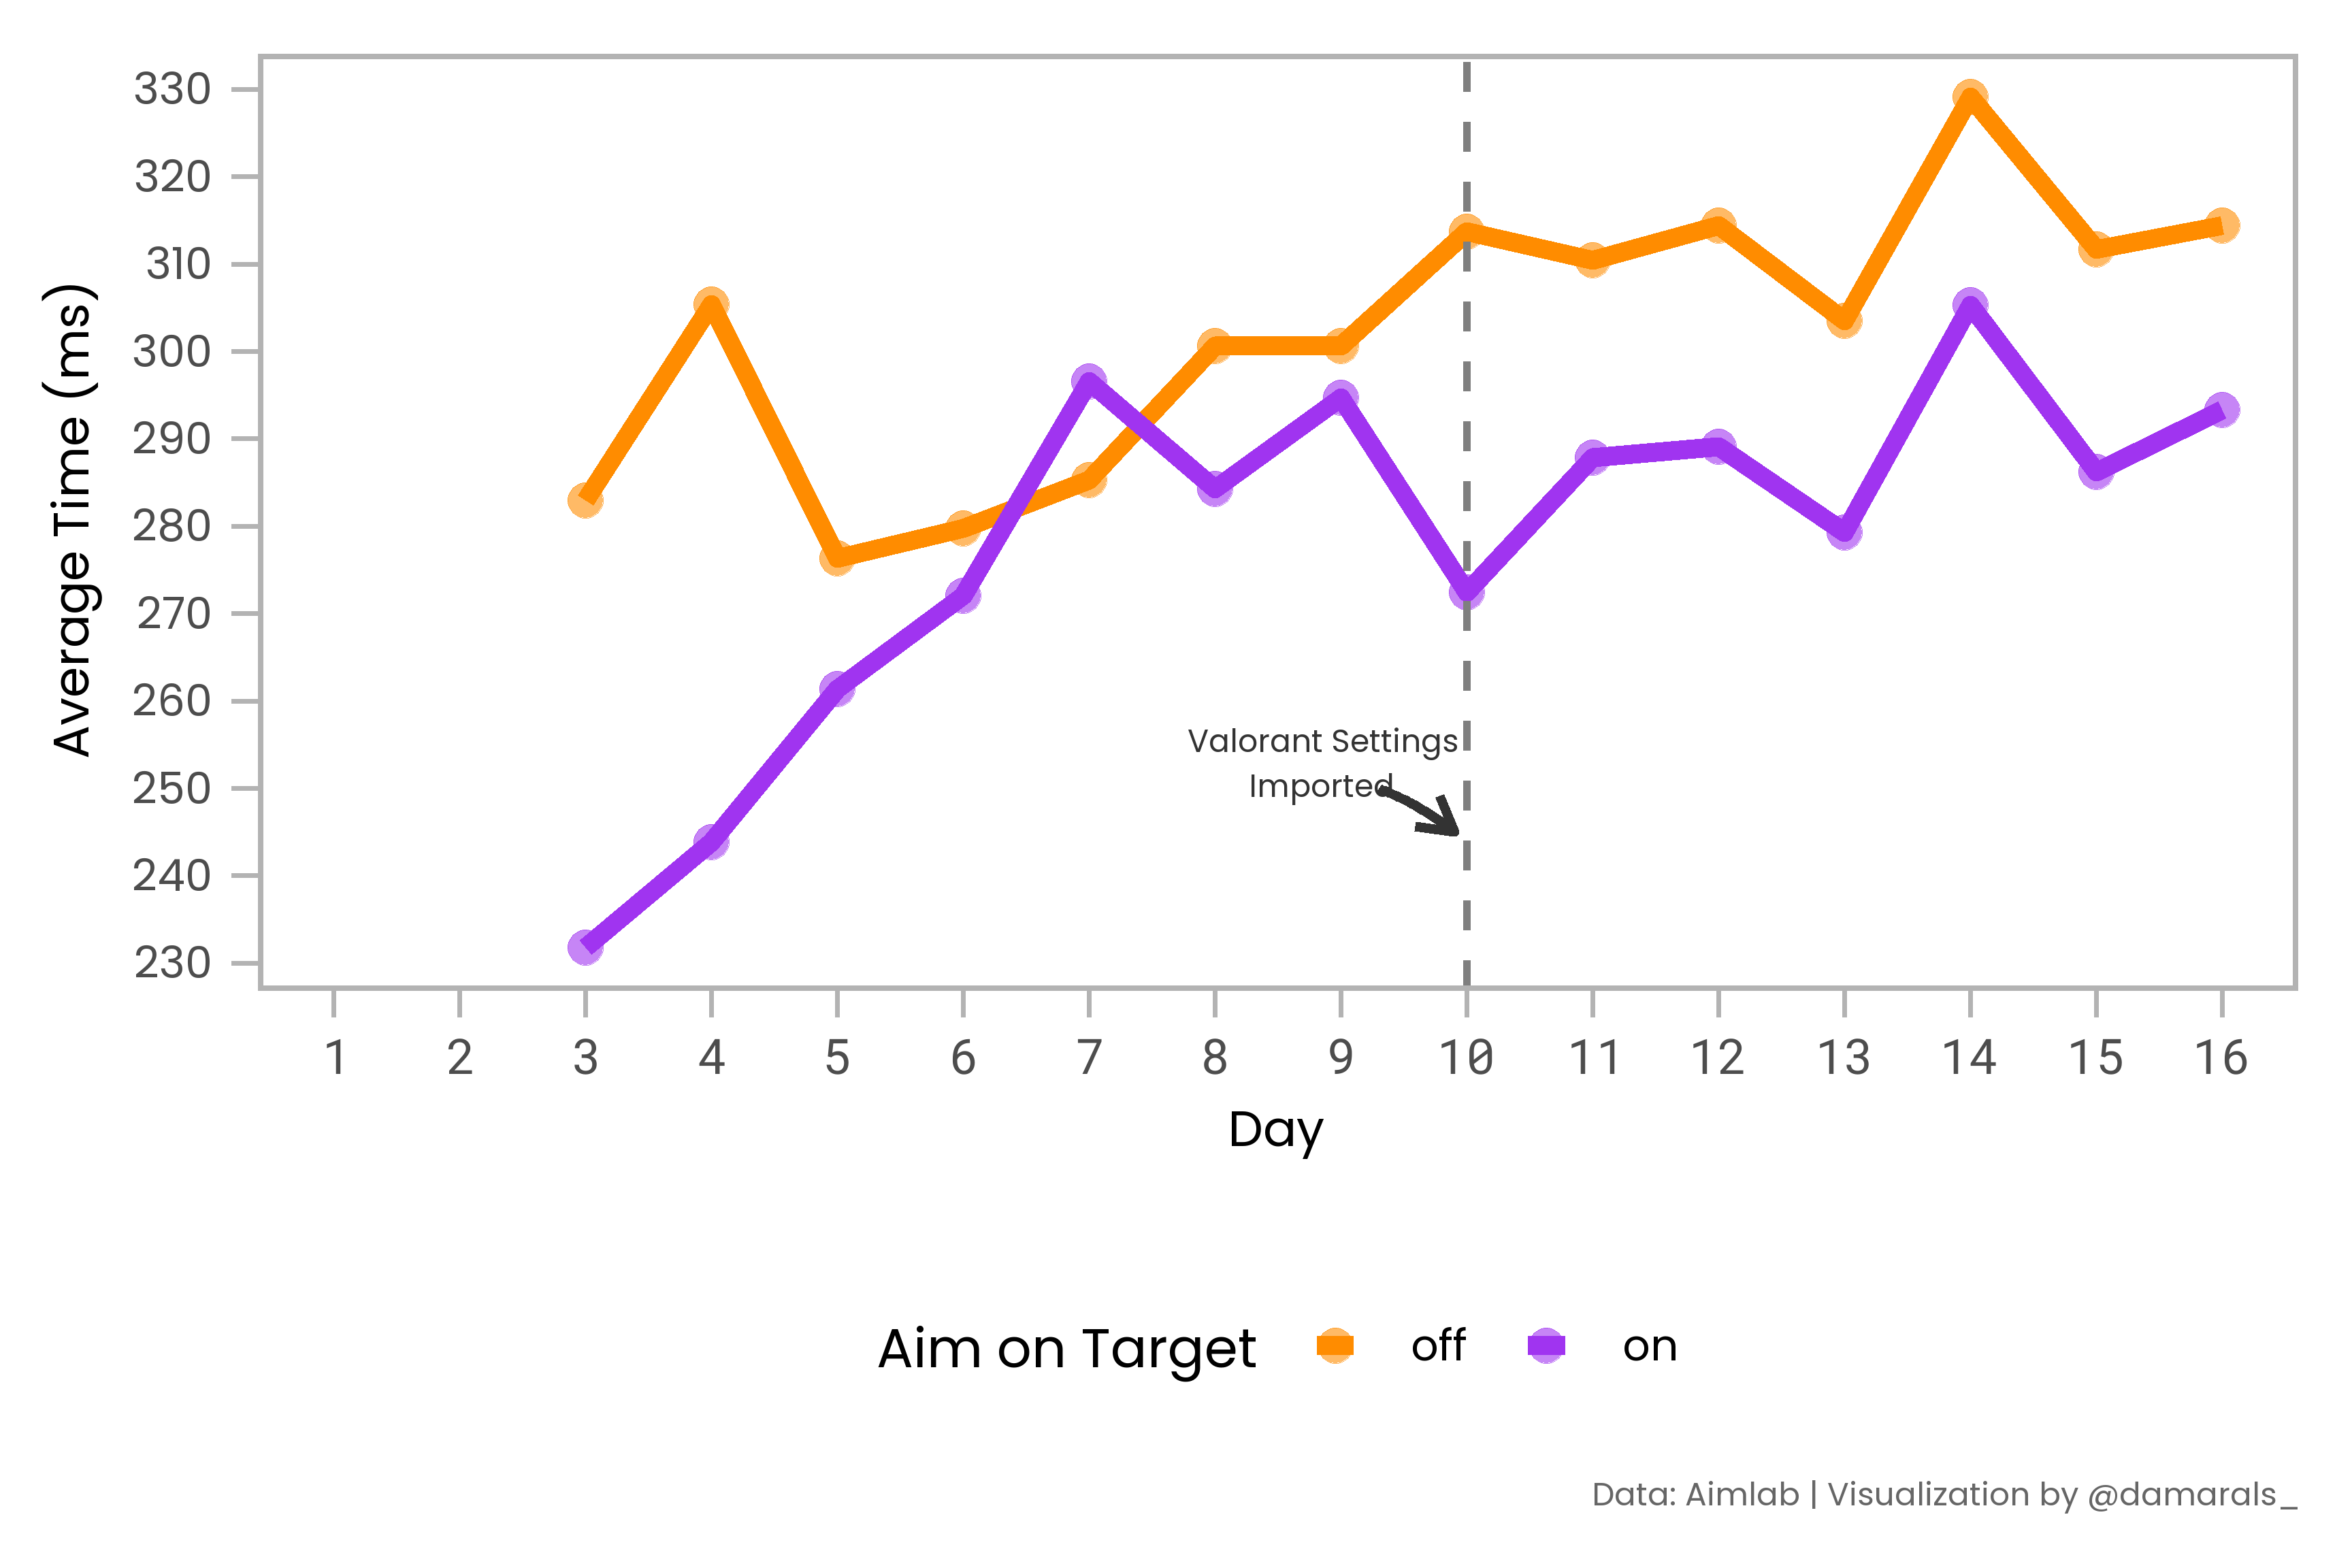 Average Time (ms)
330
320
310
300
290
280
270
260
250
240
230
Valorant Settings
Imported
1 2 3 4 5 6 7 8 9 10 11 12 13 14 15 16
Day
Aim on Target off on
Data: Aimlab | Visualization by @damarals_